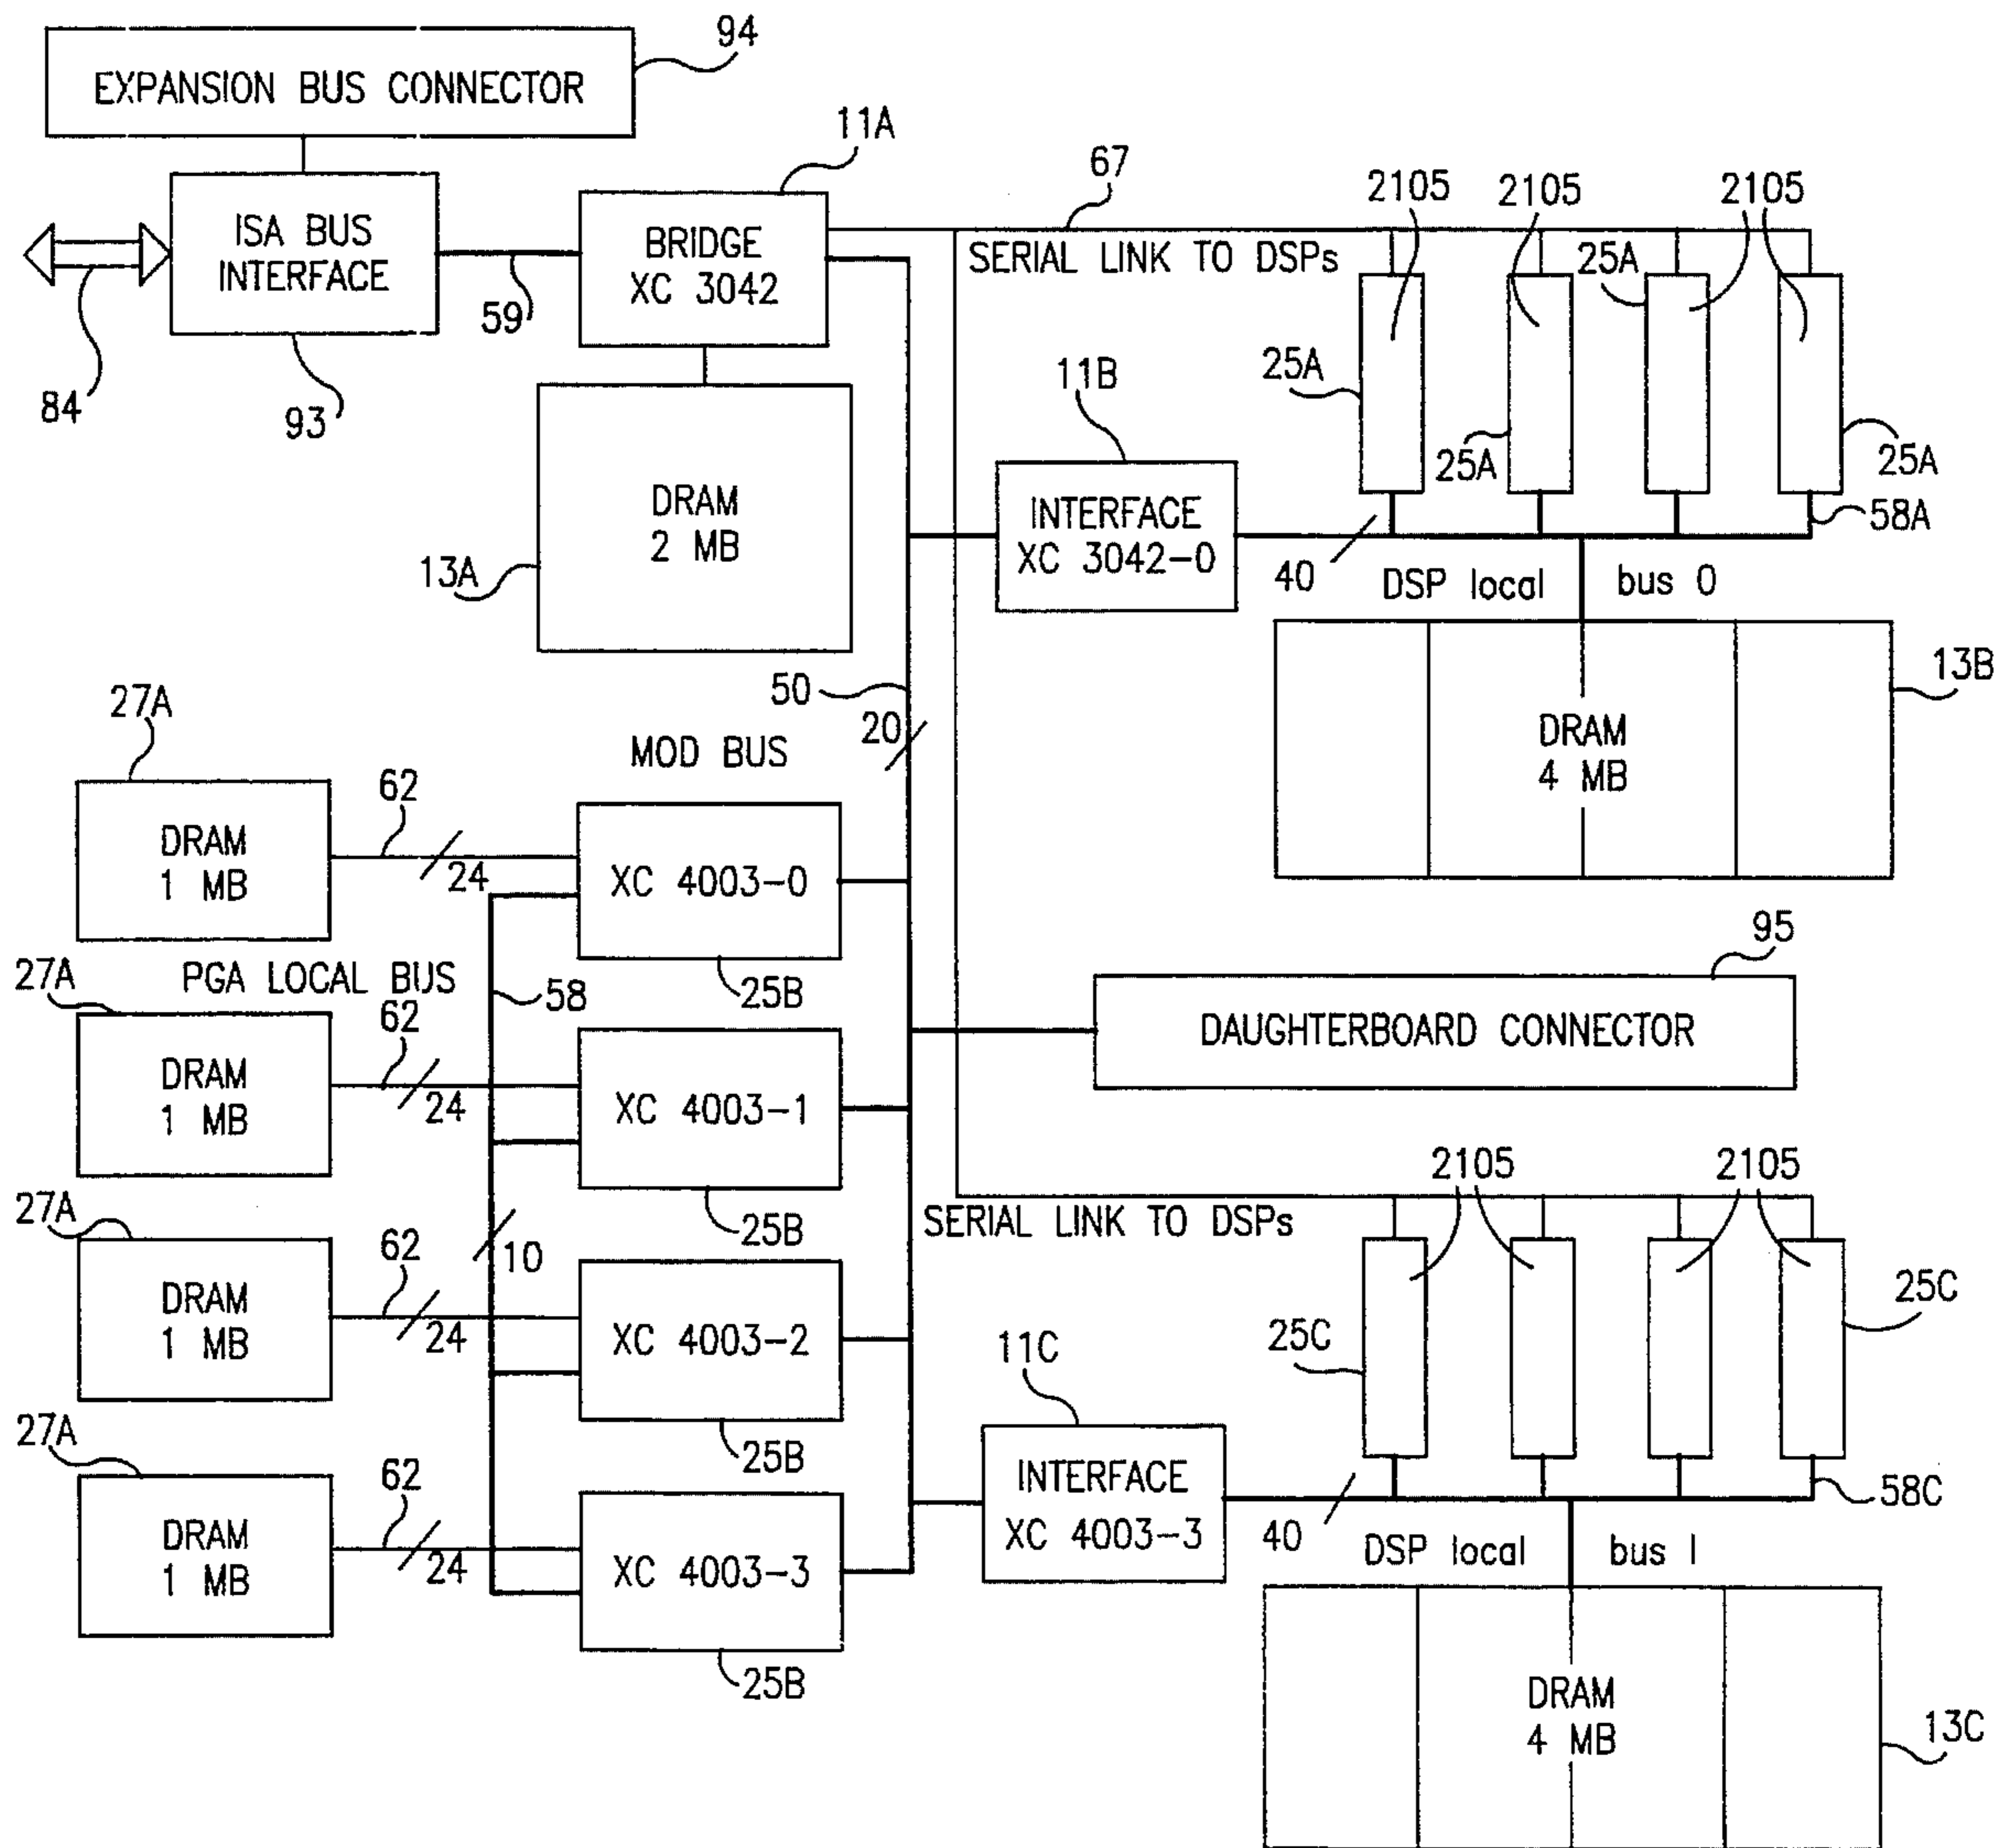 94
EXPANSION BUS CONNECTOR
11A
67
2105
2105
2105
ISA BUS
INTERFACE
BRIDGE
XC 3042
SERIAL LINK TO DSPs
25A
59
84
93
11B
25A
25A
25A
DRAM
2 MB
13A
INTERFACE
XC 3042-0
58A
40
DSP local
bus 0
13B
50
20
27A
MOD BUS
DRAM
4 MB
62
DRAM
1 MB
24
XC 4003-0
95
27A
PGA LOCAL BUS
58
25B
62
DAUGHTERBOARD CONNECTOR
DRAM
1 MB
24
XC 4003-1
2105
2105
27A
25B
SERIAL LINK TO DSPs
62
10
DRAM
1 MB
24
XC 4003-2
25C
25C
11C
27A
25B
62
INTERFACE
XC 4003-3
58C
40
DRAM
1 MB
24
XC 4003-3
DSP local
bus I
25B
DRAM
4 MB
13C